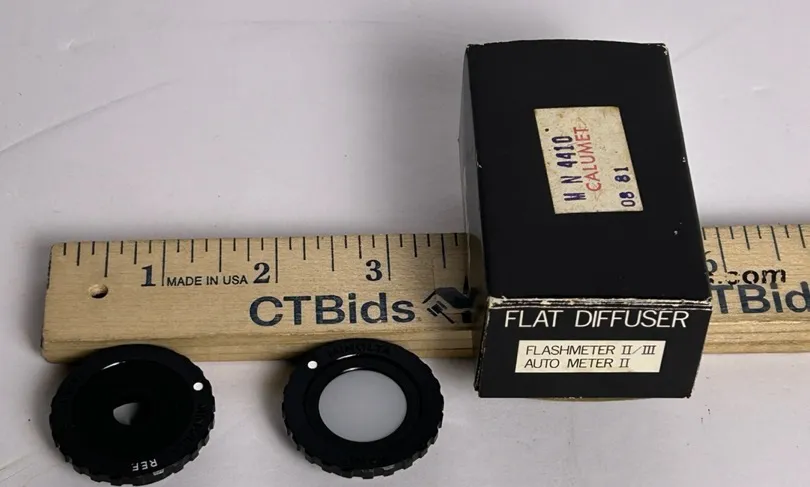 M N 4410
CALUMET
08 81
1 MADE IN USA 2 3
CTBids
.com
FLAT DIFFUSER
FLASHMETER II/III
AUTO METER II
MINOLTA
REF.